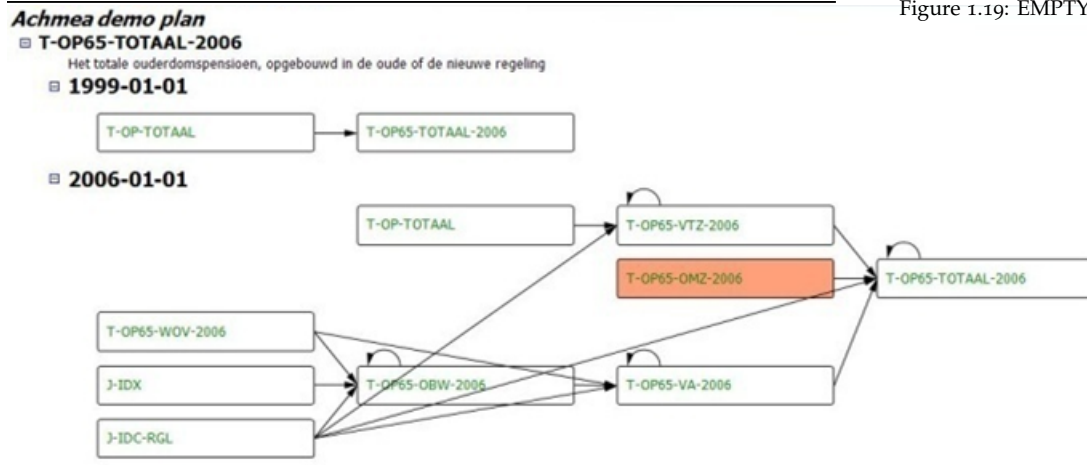 Figure 1.19: EMPTY
Achmea demo plan
T-OP65-TOTAAL-2006
Het totale ouderdomspensioen, opgebouwd in de oude of de nieuwe regeling
1999-01-01
T-OP-TOTAAL
T-OP65-TOTAAL-2006
2006-01-01
T-OP-TOTAAL
T-OP65-VTZ-2006
T-OP65-OMZ-2006
T-OP65-TOTAAL-2006
T-OP65-WOV-2006
J-IDX
T-OP65-OBW-2006
T-OP65-VA-2006
J-IDC-RGL